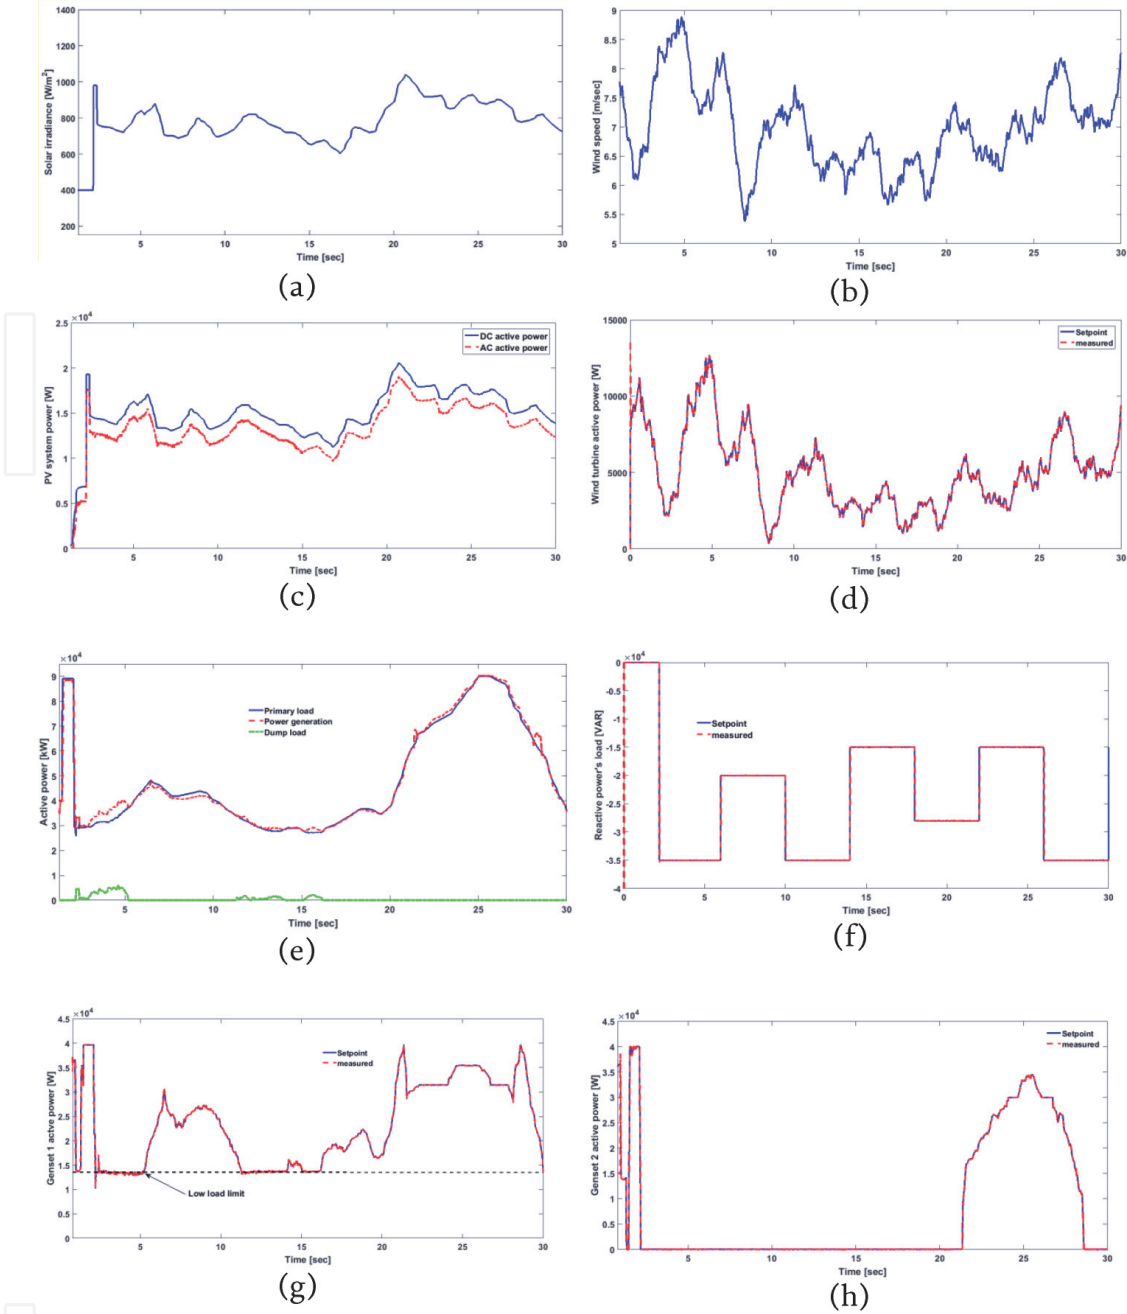 1400
1200
1000
800
600
400
200
Solar irradiance [W/m²]
5 10 15 20 25 30
Time [sec]
(a)
9
8.5
8
7.5
7
6.5
6
5.5
5
Wind speed [m/sec]
5 10 15 20 25 30
Time [sec]
(b)
×10⁴
2.5
2
1.5
1
0.5
0
PV system power [W]
DC active power
AC active power
5 10 15 20 25 30
Time [sec]
(c)
15000
10000
5000
0
Wind turbine active power [W]
Setpoint
measured
0 5 10 15 20 25 30
Time [sec]
(d)
×10⁴
9
8
7
6
5
4
3
2
1
0
Active power [kW]
Primary load
Power generation
Dump load
5 10 15 20 25 30
Time [sec]
(e)
×10⁴
0
-0.5
-1
-1.5
-2
-2.5
-3
-3.5
-4
Reactive power's load [VAR]
Setpoint
measured
0 5 10 15 20 25 30
Time [sec]
(f)
×10⁴
4.5
4
3.5
3
2.5
2
1.5
1
0.5
0
Genset 1 actve power [W]
Setpoint
measured
Low load limit
5 10 15 20 25 30
Time [sec]
(g)
×10⁴
4.5
4
3.5
3
2.5
2
1.5
1
0.5
0
Genset 2 active power [W]
Setpoint
measured
5 10 15 20 25 30
Time [sec]
(h)